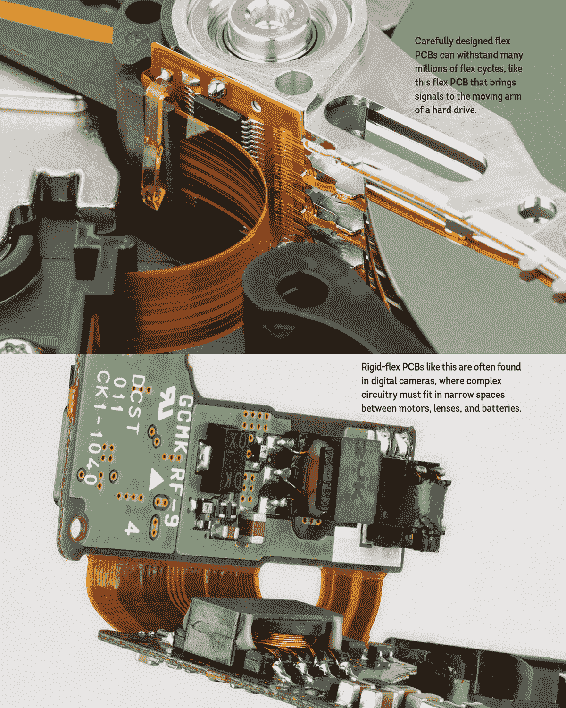 Carefully designed flex
PCBs can withstand many
millions of flex cycles, like
this flex PCB that brings
signals to the moving arm
of a hard drive.
Rigid-flex PCBs like this are often found
in digital cameras, where complex
circuitry must fit in narrow spaces
between motors, lenses, and batteries.
DCST
011
CK1-1040
GCHK RF-9
4